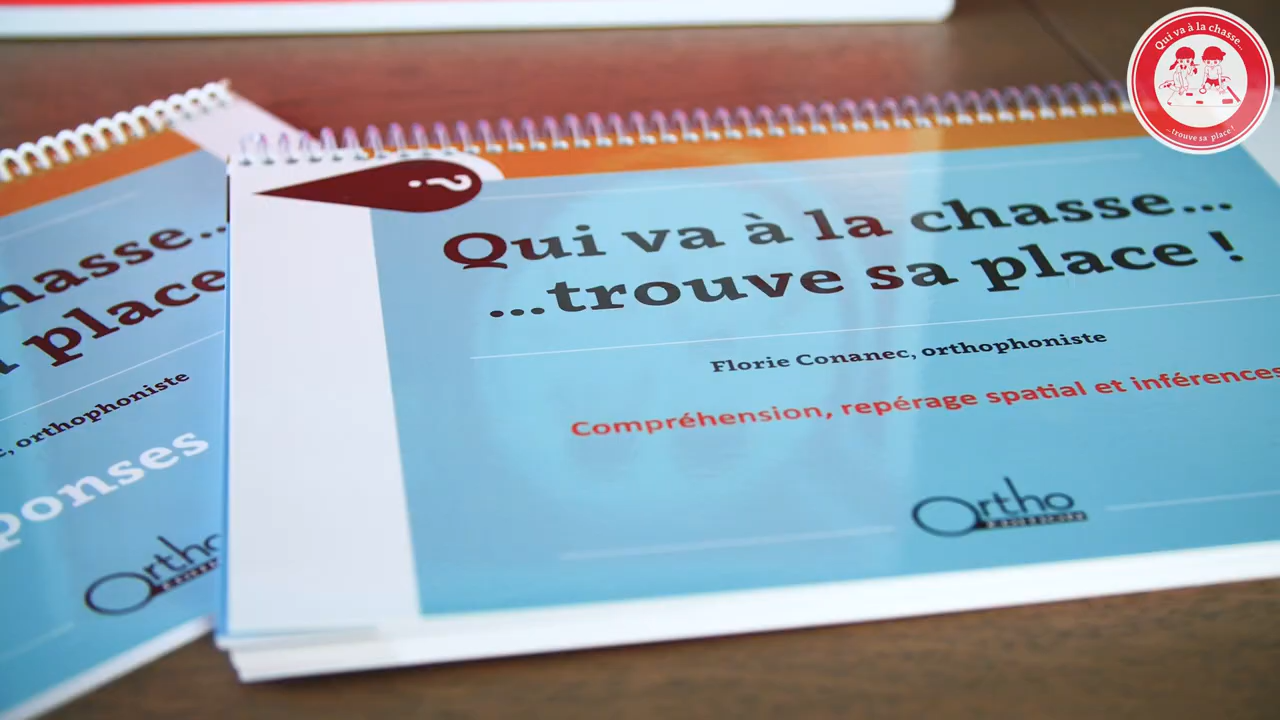 Qui va à la chasse...
...trouve sa place !
Qui va à la chasse...
...trouve sa place !
Florie Conanec, orthophoniste
Compréhension, repérage spatial et inférences
Ortho
hasse...
place
, orthophoniste
ponses
Ortho